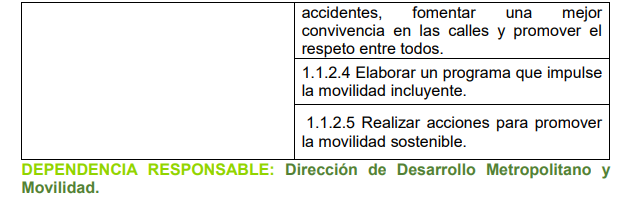 accidentes, fomentar una mejor
convivencia en las calles y promover el
respeto entre todos.
1.1.2.4 Elaborar un programa que impulse
la movilidad incluyente.
1.1.2.5 Realizar acciones para promover
la movilidad sostenible.
DEPENDENCIA RESPONSABLE: Dirección de Desarrollo Metropolitano y
Movilidad.